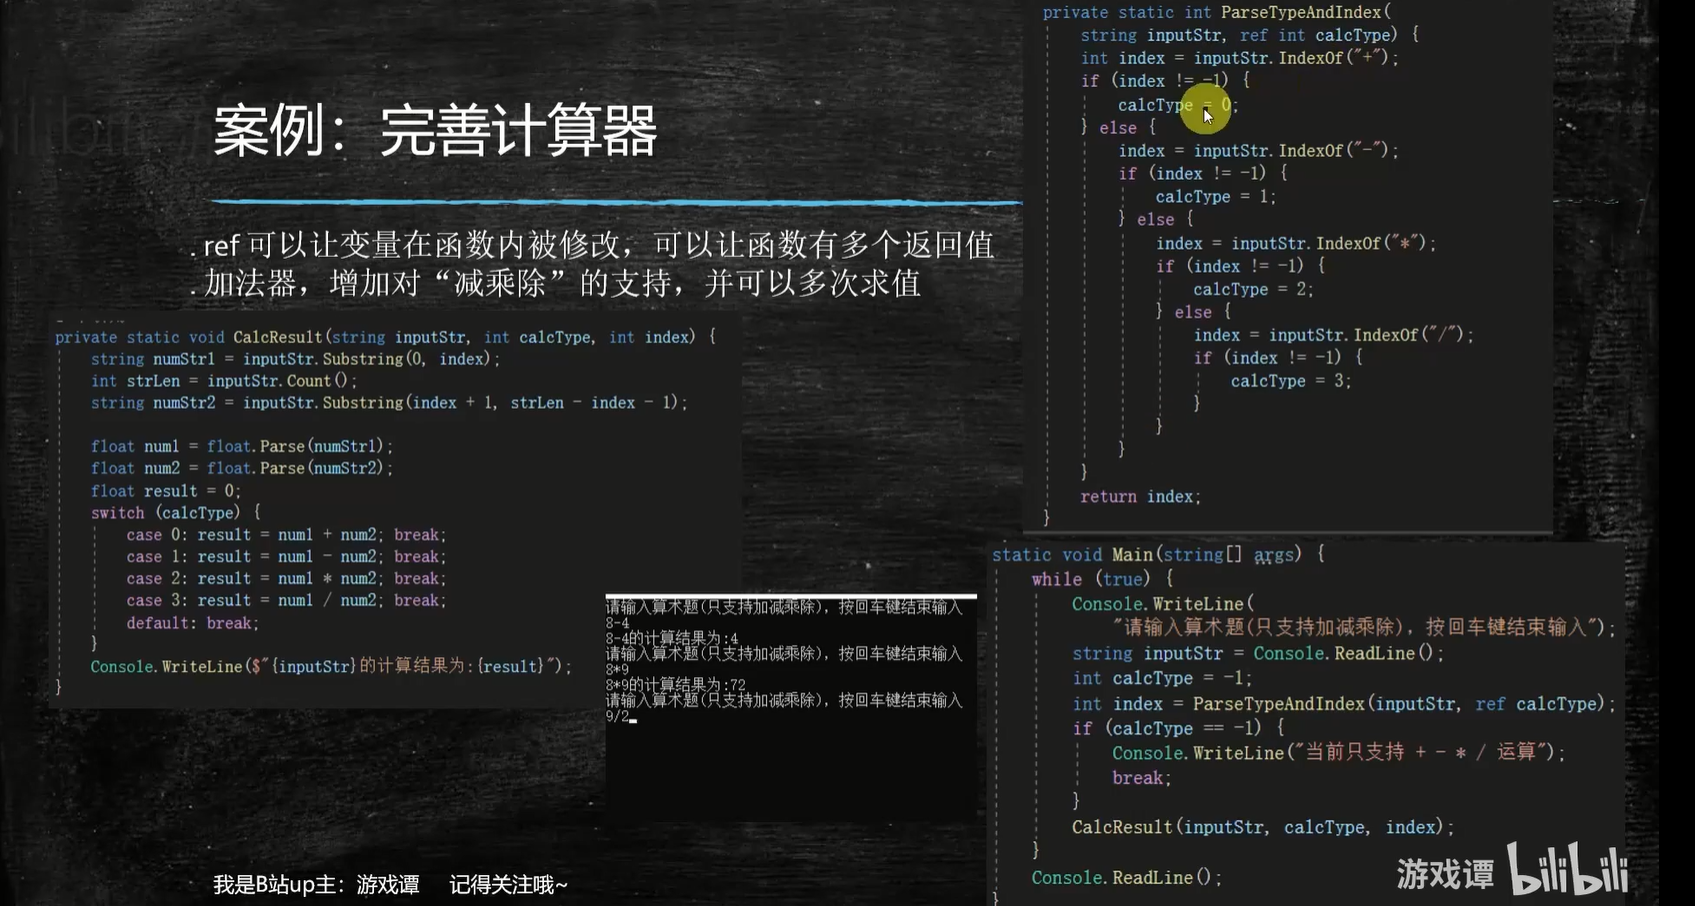 案例：完善计算器
. ref 可以让变量在函数内被修改，可以让函数有多个返回值
. 加法器，增加对“减乘除”的支持，并可以多次求值
private static void CalcResult(string inputStr, int calcType, int index) {
string numStr1 = inputStr.Substring(0, index);
int strLen = inputStr.Count();
string numStr2 = inputStr.Substring(index + 1, strLen - index - 1);
float num1 = float.Parse(numStr1);
float num2 = float.Parse(numStr2);
float result = 0;
switch (calcType) {
case 0: result = num1 + num2; break;
case 1: result = num1 - num2; break;
case 2: result = num1 * num2; break;
case 3: result = num1 / num2; break;
default: break;
}
Console.WriteLine($"{inputStr}的计算结果为:{result}");
}
请输入算术题(只支持加减乘除)，按回车键结束输入
8-4
8-4的计算结果为:4
请输入算术题(只支持加减乘除)，按回车键结束输入
8*9
8*9的计算结果为:72
请输入算术题(只支持加减乘除)，按回车键结束输入
9/2
private static int ParseTypeAndIndex(
string inputStr, ref int calcType) {
int index = inputStr.IndexOf("+");
if (index != -1) {
calcType = 0;
} else {
index = inputStr.IndexOf("-");
if (index != -1) {
calcType = 1;
} else {
index = inputStr.IndexOf("*");
if (index != -1) {
calcType = 2;
} else {
index = inputStr.IndexOf("/");
if (index != -1) {
calcType = 3;
}
}
}
}
return index;
}
static void Main(string[] args) {
while (true) {
Console.WriteLine(
"请输入算术题(只支持加减乘除)，按回车键结束输入");
string inputStr = Console.ReadLine();
int calcType = -1;
int index = ParseTypeAndIndex(inputStr, ref calcType);
if (calcType == -1) {
Console.WriteLine("当前只支持 + - * / 运算");
break;
}
CalcResult(inputStr, calcType, index);
}
Console.ReadLine();
}
我是B站up主：游戏谭 记得关注哦~
游戏谭 bilibili